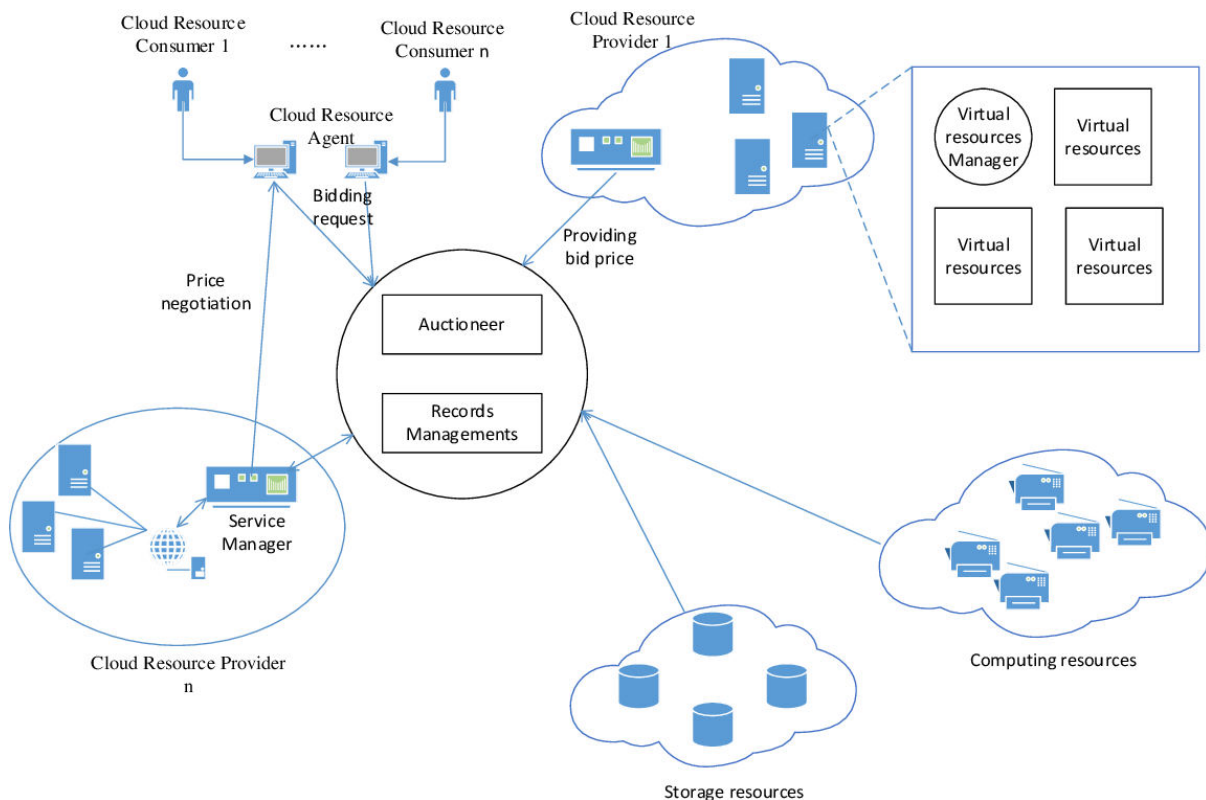 Cloud Resource
Consumer 1
......
Cloud Resource
Consumer n
Cloud Resource
Provider 1
Cloud Resource
Agent
Virtual
resources
Manager
Virtual
resources
Virtual
resources
Virtual
resources
Bidding
request
Providing
bid price
Price
negotiation
Auctioneer
Records
Managements
Service
Manager
Cloud Resource Provider
n
Computing resources
Storage resources